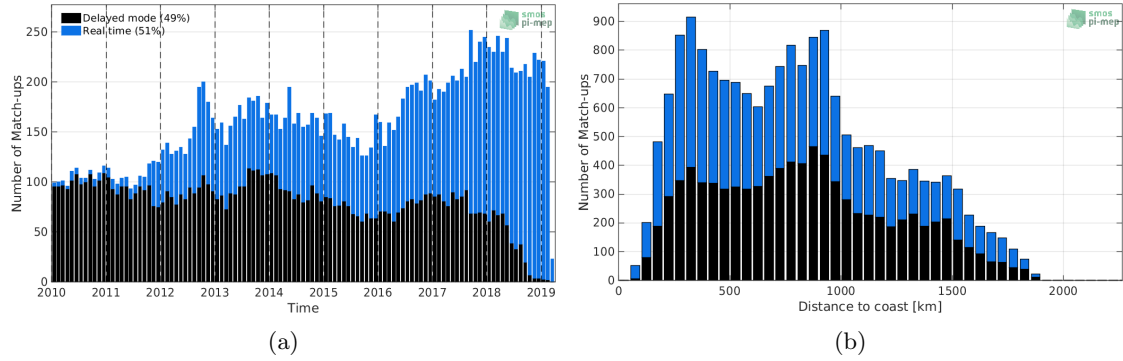 Delayed mode (49%)
Real time (51%)
smos
pi-mep
250
200
150
100
50
0
Number of Match-ups
2010 2011 2012 2013 2014 2015 2016 2017 2018 2019
Time
(a)
smos
pi-mep
900
800
700
600
500
400
300
200
100
0
Number of Match-ups
0 500 1000 1500 2000
Distance to coast [km]
(b)